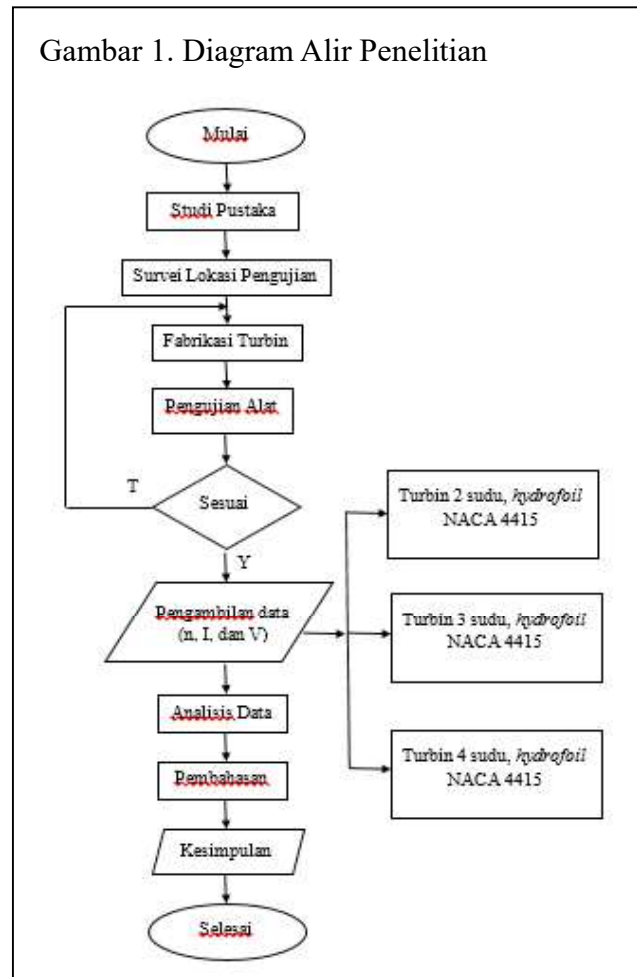 Gambar 1. Diagram Alir Penelitian
Mulai
Studi Pustaka
Survei Lokasi Pengujian
Fabrikasi Turbin
Pengujian Alat
T
Sesuai
Y
Pengambilan data
(n, I, dan V)
Turbin 2 sudu, hydrofoil
NACA 4415
Turbin 3 sudu, hydrofoil
NACA 4415
Turbin 4 sudu, hydrofoil
NACA 4415
Analisis Data
Pembahasan
Kesimpulan
Selesai